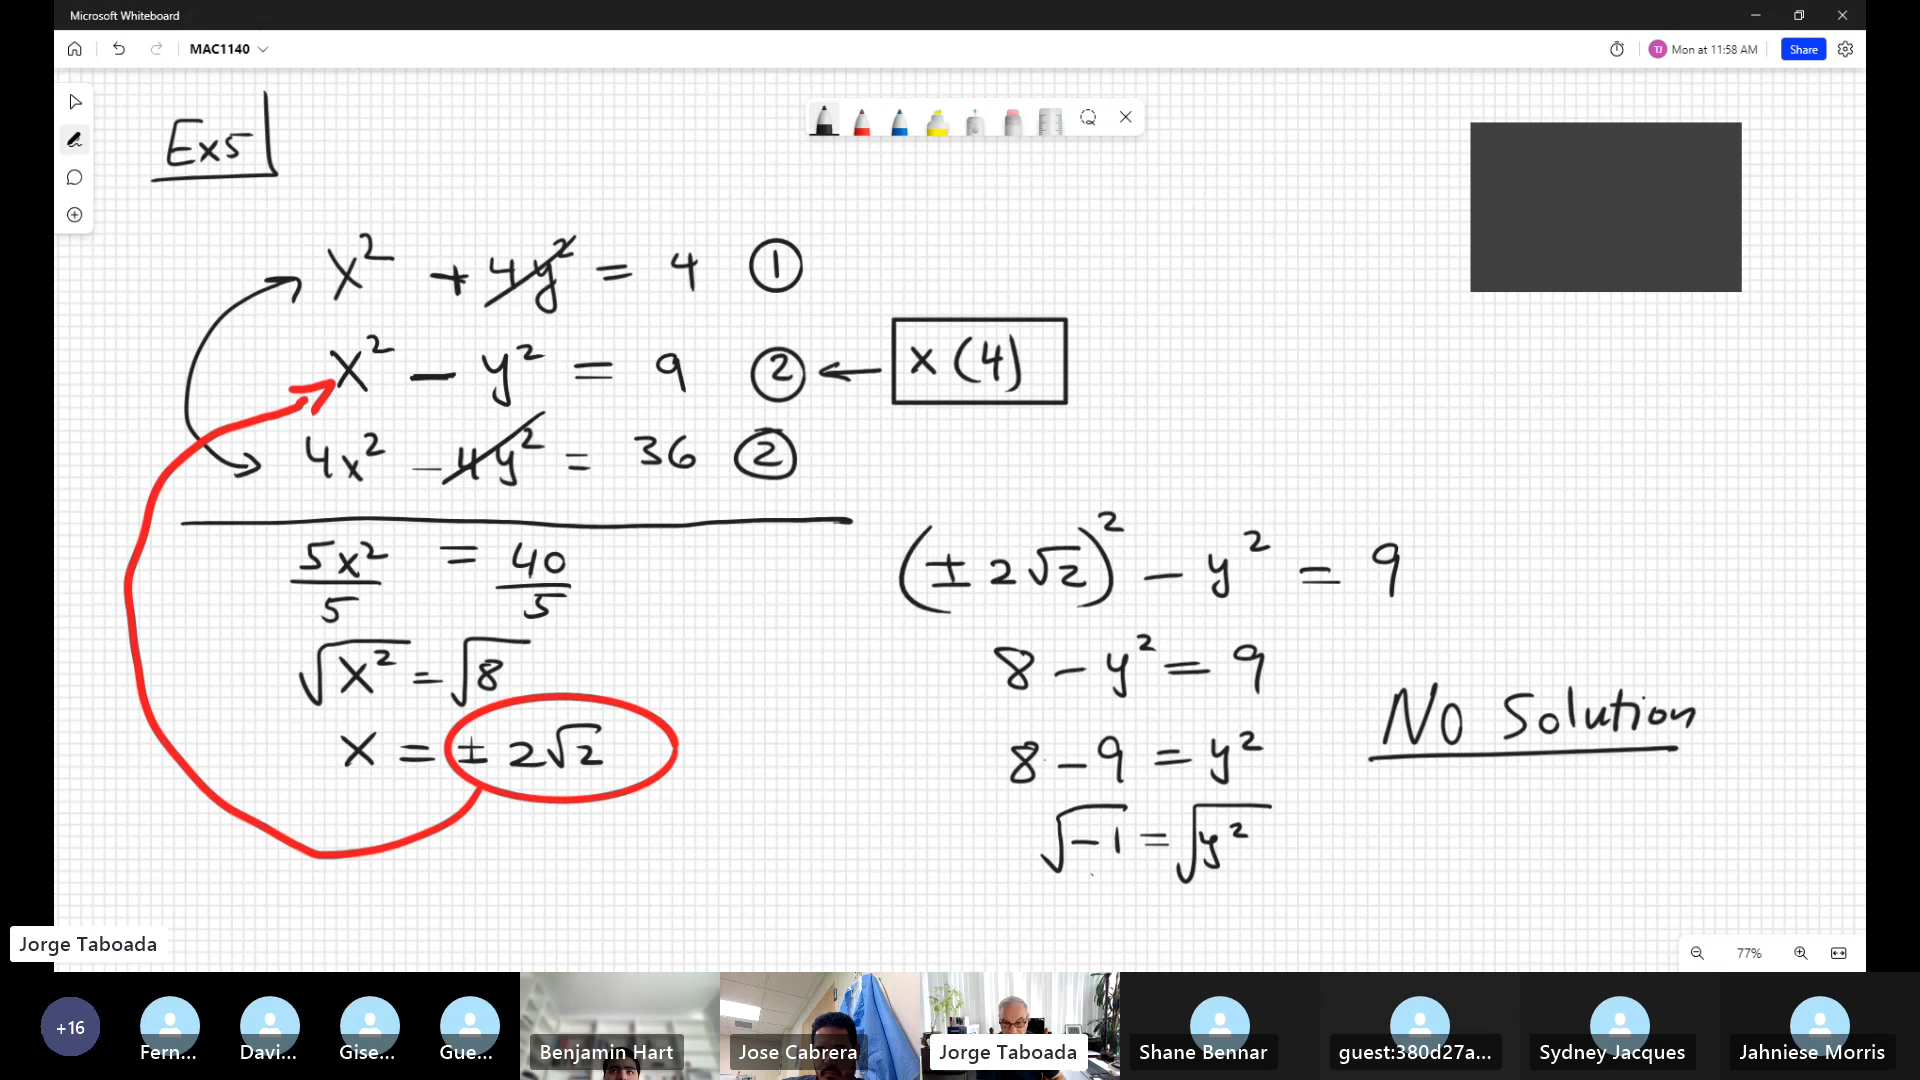 Microsoft Whiteboard
MAC1140
TJ Mon at 11:58 AM Share
Ex5
x² + 4y² = 4 ①
x² − y² = 9 ② ← x (4)
4x² − 4y² = 36 ②
5x²/5 = 40/5
√x² = √8
x = ± 2√2
(± 2√2)² − y² = 9
8 − y² = 9
8 − 9 = y²
√−1 = √y²
No Solution
77%
Jorge Taboada
+16
Fern...
Davi...
Gise...
Gue...
Benjamin Hart
Jose Cabrera
Jorge Taboada
Shane Bennar
guest:380d27a...
Sydney Jacques
Jahniese Morris